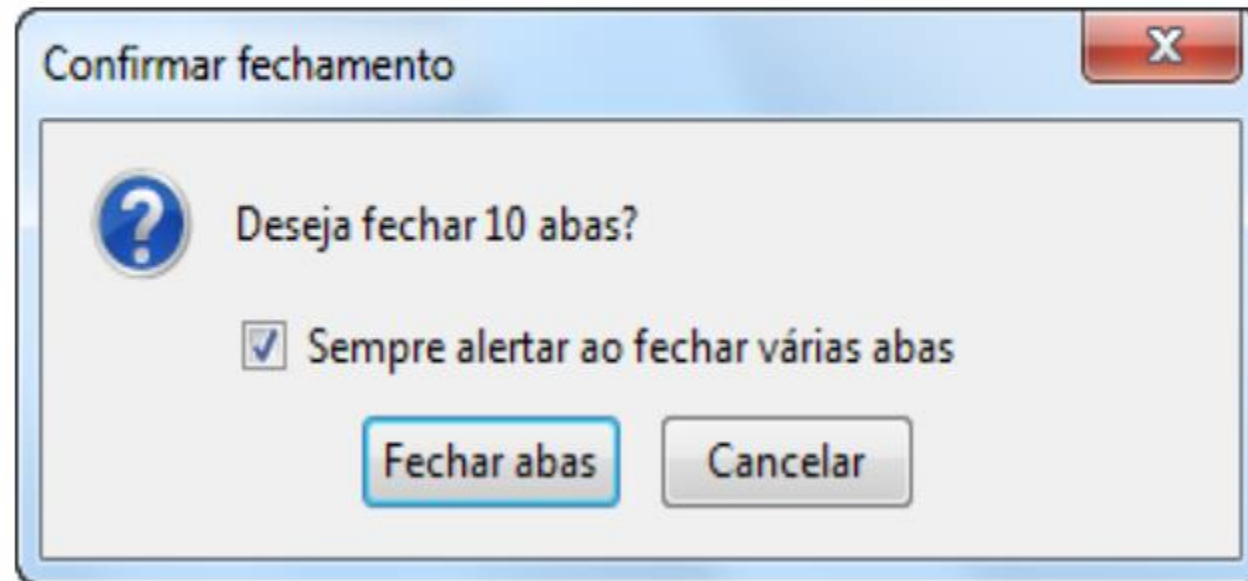 Confirmar fechamento
Deseja fechar 10 abas?
Sempre alertar ao fechar várias abas
Fechar abas
Cancelar